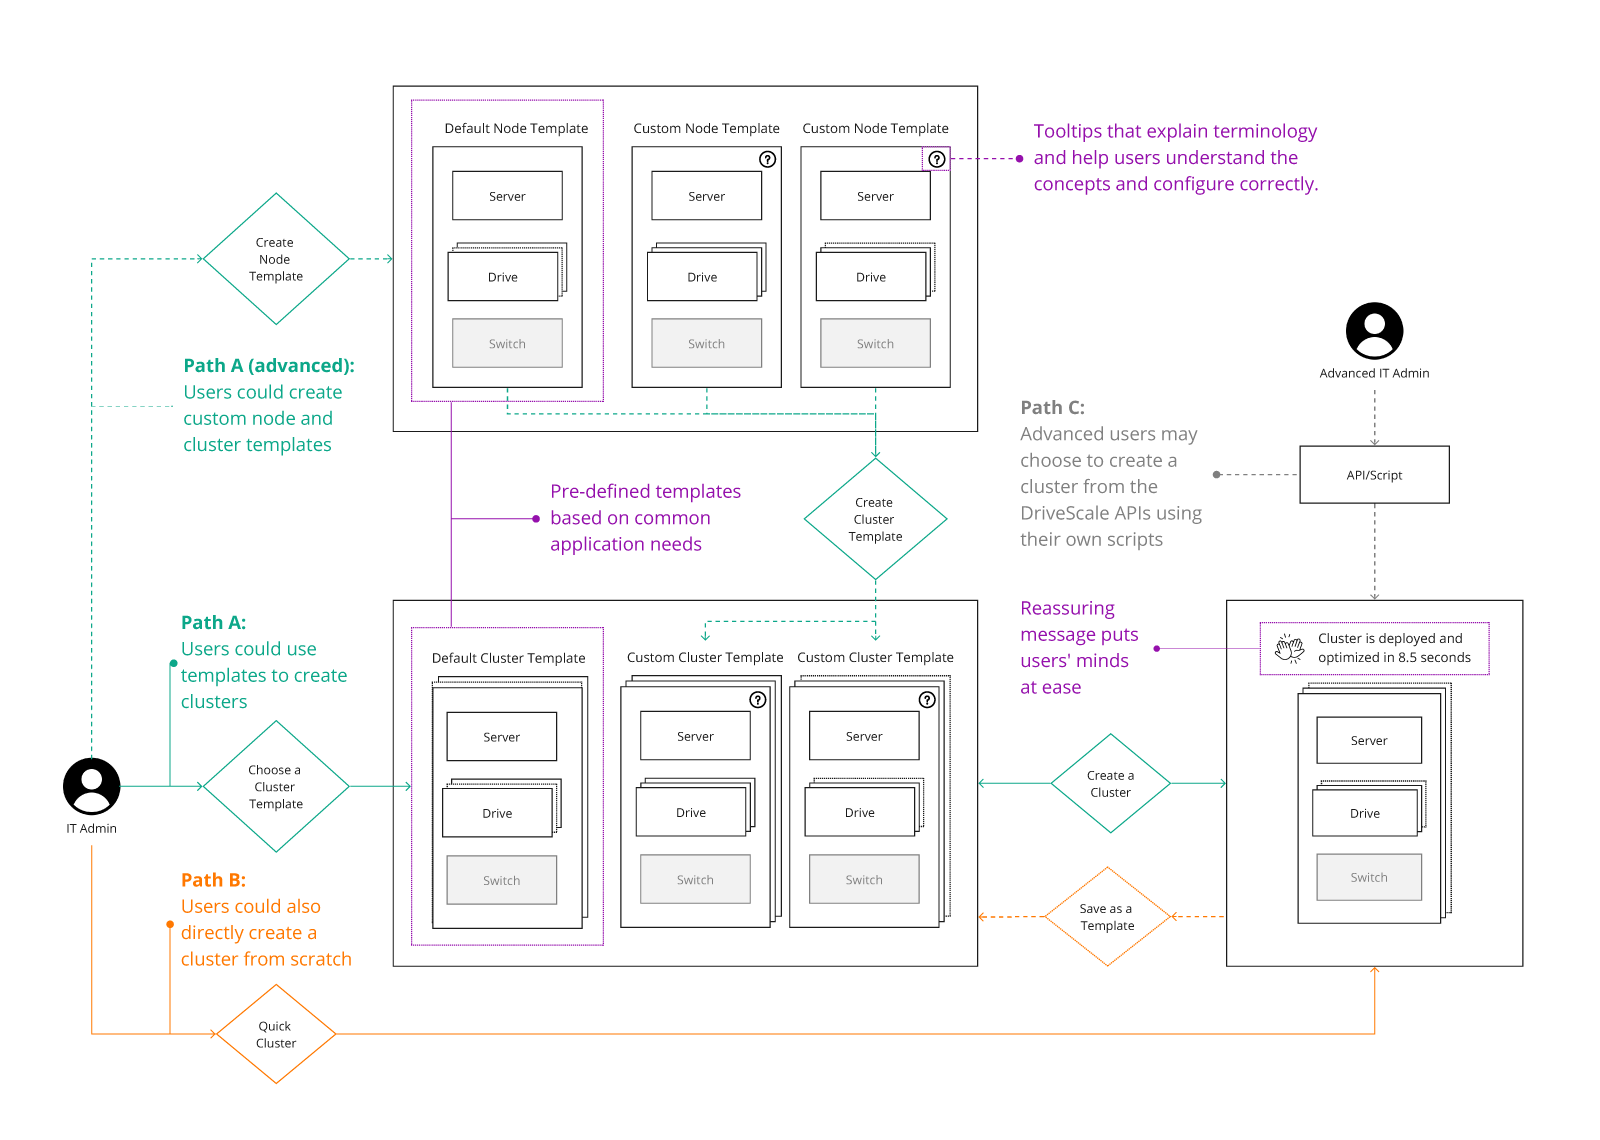 Default Node Template
Custom Node Template
Custom Node Template
?
?
Server
Server
Server
Drive
Drive
Drive
Switch
Switch
Switch
Tooltips that explain terminology
and help users understand the
concepts and configure correctly.
Create
Node
Template
Path A (advanced):
Users could create
custom node and
cluster templates
Advanced IT Admin
API/Script
Path C:
Advanced users may
choose to create a
cluster from the
DriveScale APIs using
their own scripts
Pre-defined templates
based on common
application needs
Create
Cluster
Template
Path A:
Users could use
templates to create
clusters
IT Admin
Choose a
Cluster
Template
Default Cluster Template
Custom Cluster Template
Custom Cluster Template
?
?
Server
Server
Server
Drive
Drive
Drive
Switch
Switch
Switch
Reassuring
message puts
users' minds
at ease
Cluster is deployed and
optimized in 8.5 seconds
Server
Drive
Switch
Create a
Cluster
Save as a
Template
Path B:
Users could also
directly create a
cluster from scratch
Quick
Cluster